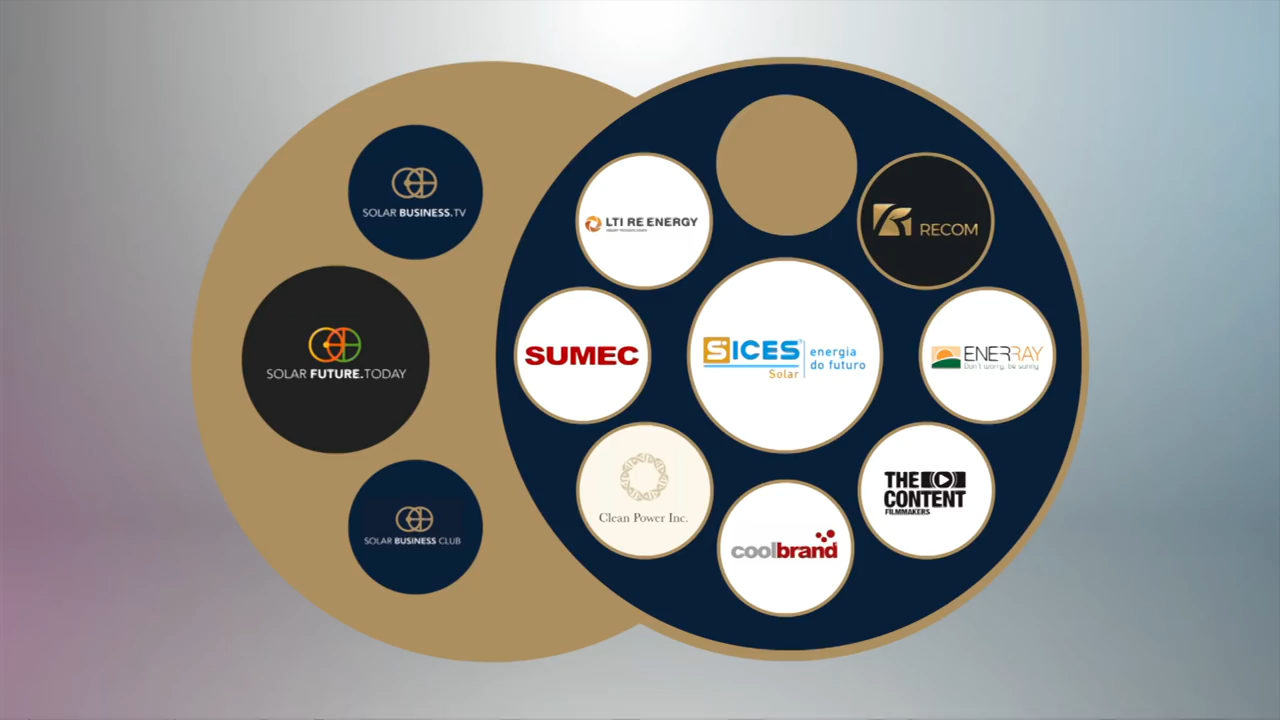 SOLAR BUSINESS.TV
SOLAR FUTURE.TODAY
SOLAR BUSINESS CLUB
LTI RE ENERGY
RECOM
SUMEC
SICES
Solar
energia
do futuro
ENERRAY
Don't worry, be sunny
Clean Power Inc.
coolbrand
THE
CONTENT
FILMMAKERS